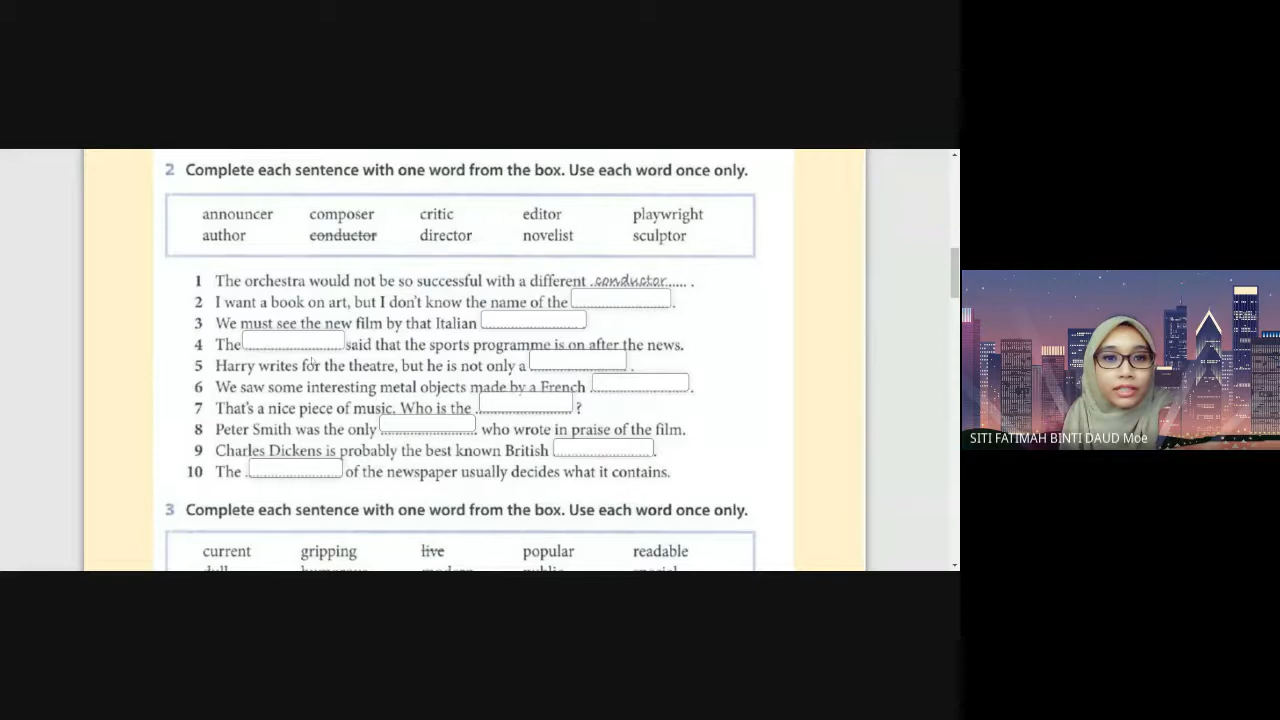 2 Complete each sentence with one word from the box. Use each word once only.
announcer composer critic editor playwright
author conductor director novelist sculptor
1 The orchestra would not be so successful with a different .conductor...... .
2 I want a book on art, but I don't know the name of the .
3 We must see the new film by that Italian
4 The said that the sports programme is on after the news.
5 Harry writes for the theatre, but he is not only a .
6 We saw some interesting metal objects made by a French .
7 That's a nice piece of music. Who is the ?
8 Peter Smith was the only who wrote in praise of the film.
9 Charles Dickens is probably the best known British .
10 The of the newspaper usually decides what it contains.
3 Complete each sentence with one word from the box. Use each word once only.
current gripping live popular readable
SITI FATIMAH BINTI DAUD Moe